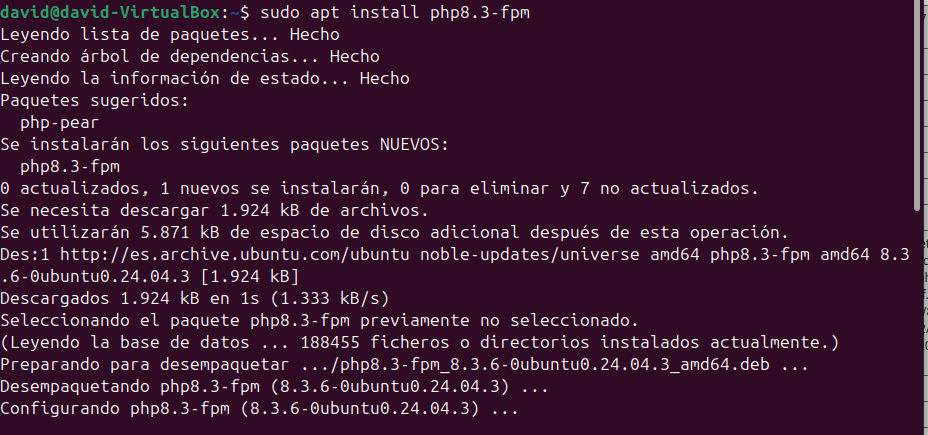 david@david-VirtualBox:~$ sudo apt install php8.3-fpm
Leyendo lista de paquetes... Hecho
Creando árbol de dependencias... Hecho
Leyendo la información de estado... Hecho
Paquetes sugeridos:
  php-pear
Se instalarán los siguientes paquetes NUEVOS:
  php8.3-fpm
0 actualizados, 1 nuevos se instalarán, 0 para eliminar y 7 no actualizados.
Se necesita descargar 1.924 kB de archivos.
Se utilizarán 5.871 kB de espacio de disco adicional después de esta operación.
Des:1 http://es.archive.ubuntu.com/ubuntu noble-updates/universe amd64 php8.3-fpm amd64 8.3
.6-0ubuntu0.24.04.3 [1.924 kB]
Descargados 1.924 kB en 1s (1.333 kB/s)
Seleccionando el paquete php8.3-fpm previamente no seleccionado.
(Leyendo la base de datos ... 188455 ficheros o directorios instalados actualmente.)
Preparando para desempaquetar .../php8.3-fpm_8.3.6-0ubuntu0.24.04.3_amd64.deb ...
Desempaquetando php8.3-fpm (8.3.6-0ubuntu0.24.04.3) ...
Configurando php8.3-fpm (8.3.6-0ubuntu0.24.04.3) ...